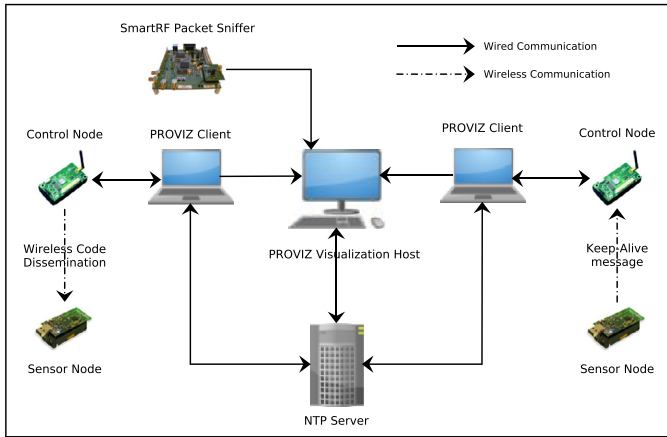 SmartRF Packet Sniffer
Wired Communication
Wireless Communication
Control Node
PROVIZ Client
PROVIZ Client
Control Node
Wireless Code
Dissemination
PROVIZ Visualization Host
Keep Alive
message
Sensor Node
Sensor Node
NTP Server